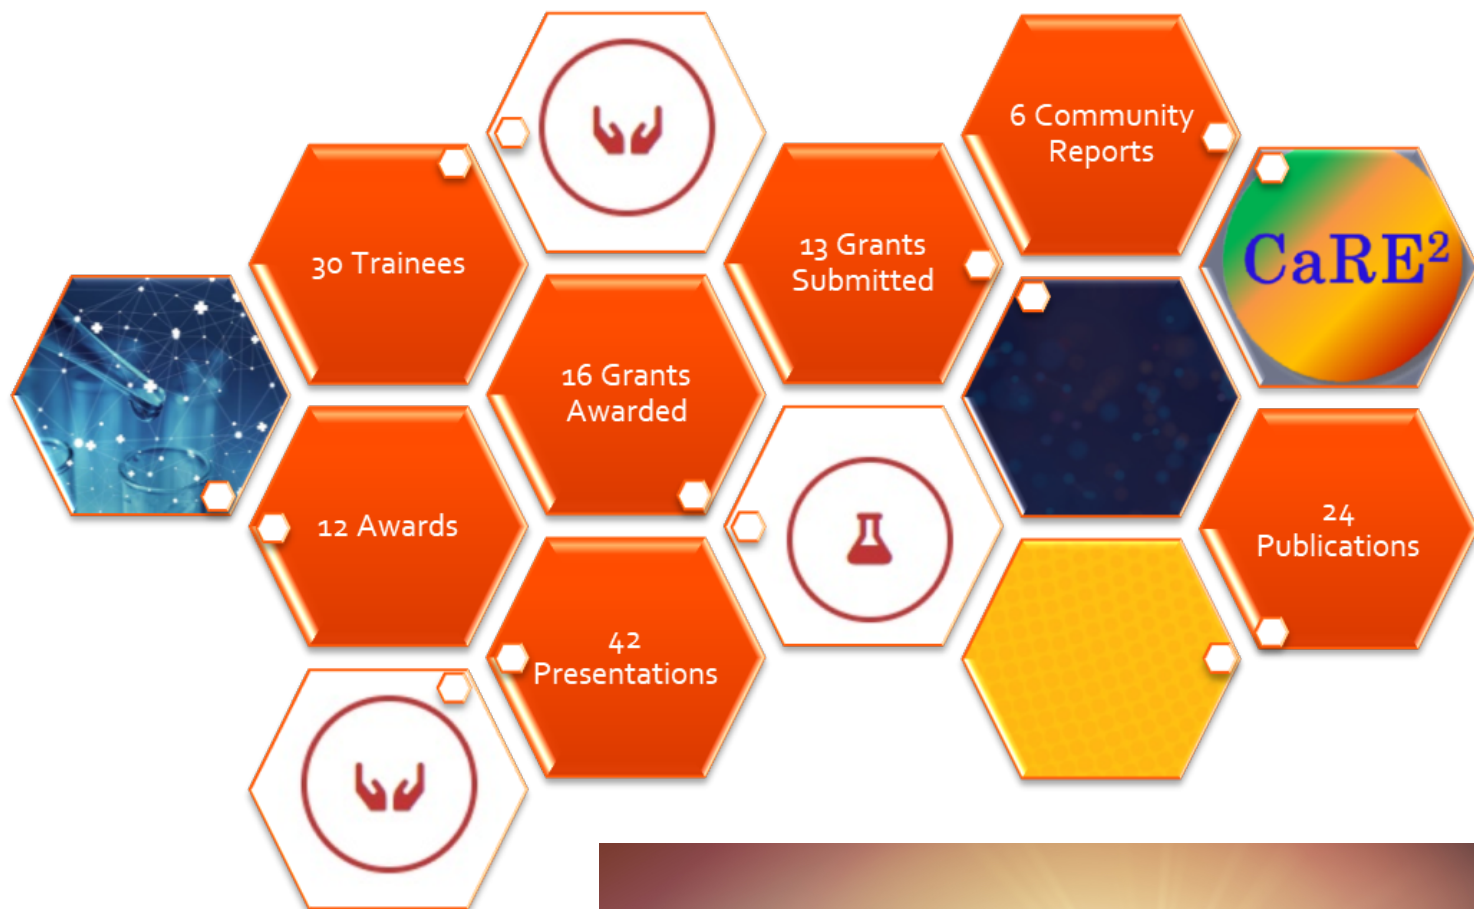 6 Community
Reports
30 Trainees
13 Grants
Submitted
CaRE²
16 Grants
Awarded
12 Awards
24
Publications
42
Presentations